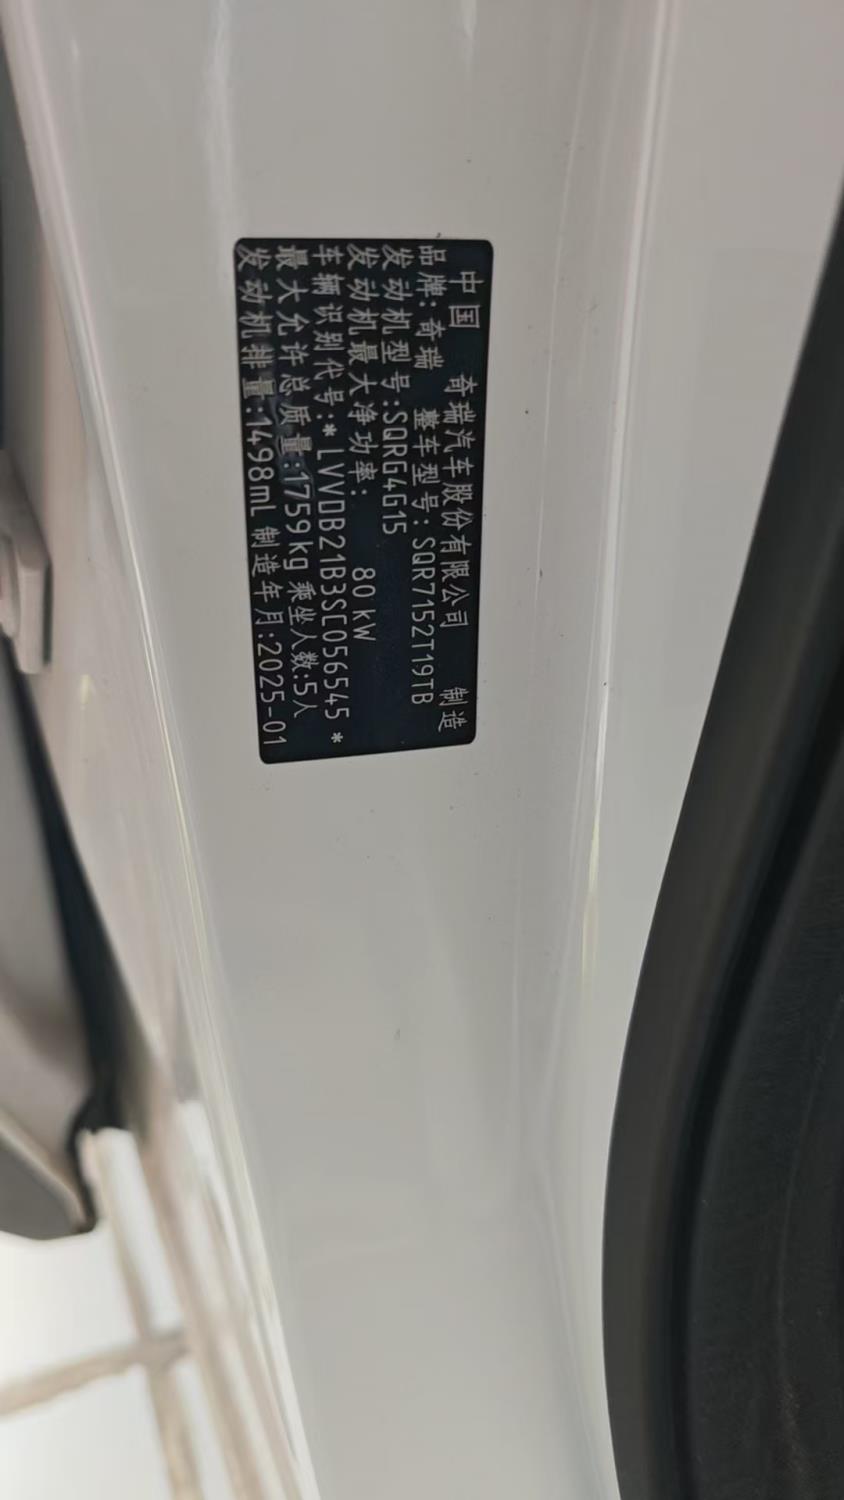 中国 奇瑞汽车股份有限公司 制造
品牌:奇瑞 整车型号:SQR7152T19TB
发动机型号:SQRG4G15
发动机最大净功率: 80 kW
车辆识别代号:*LVVDB21B3SC056545*
最大允许总质量:1759kg 乘坐人数:5人
发动机排量:1498mL 制造年月:2025-01